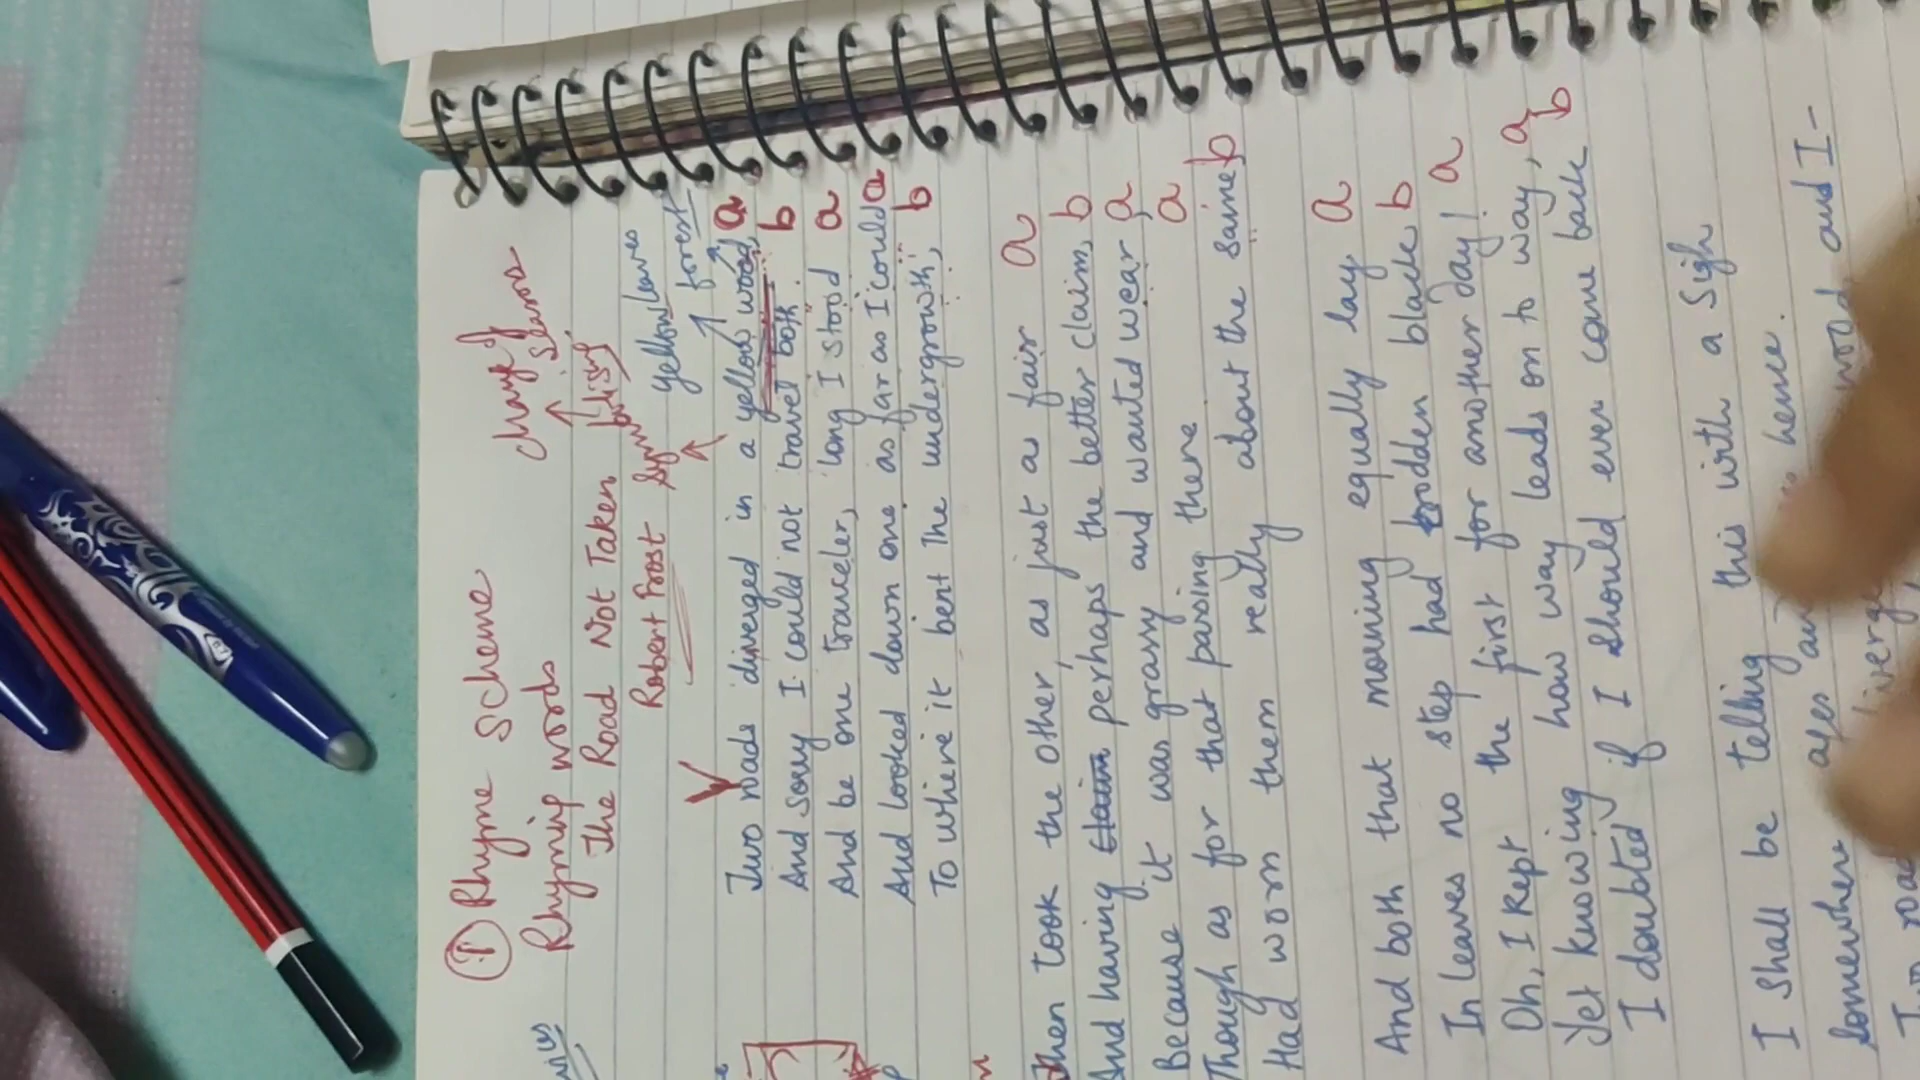 ① Rhyme Scheme
Rhyming words
change of
seasons
The Road Not Taken
Robert Frost
yellow leaves
yellow forest
Two roads diverged in a yellow wood, a
And sorry I could not travel both b
And be one traveler, long I stood a
And looked down one as far as I could a
To where it bent the undergrowth, b
Then took the other, as just a fair a
And having claim perhaps the better claim, b
Because it was grassy and wanted wear, a
Though as for that passing there a
Had worn them really about the same, b
And both that morning equally lay a
In leaves no step had trodden black b
Oh, I kept the first for another day! a
Yet knowing how way leads on to way, a
I doubted if I should ever come back b
I shall be telling this with a sigh
Somewhere ages hence.
wood, and I-